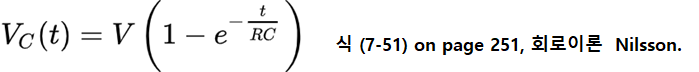 V_C(t) = V(1 − e^{−t/RC}) 식 (7-51) on page 251, 회로이론 Nilsson.